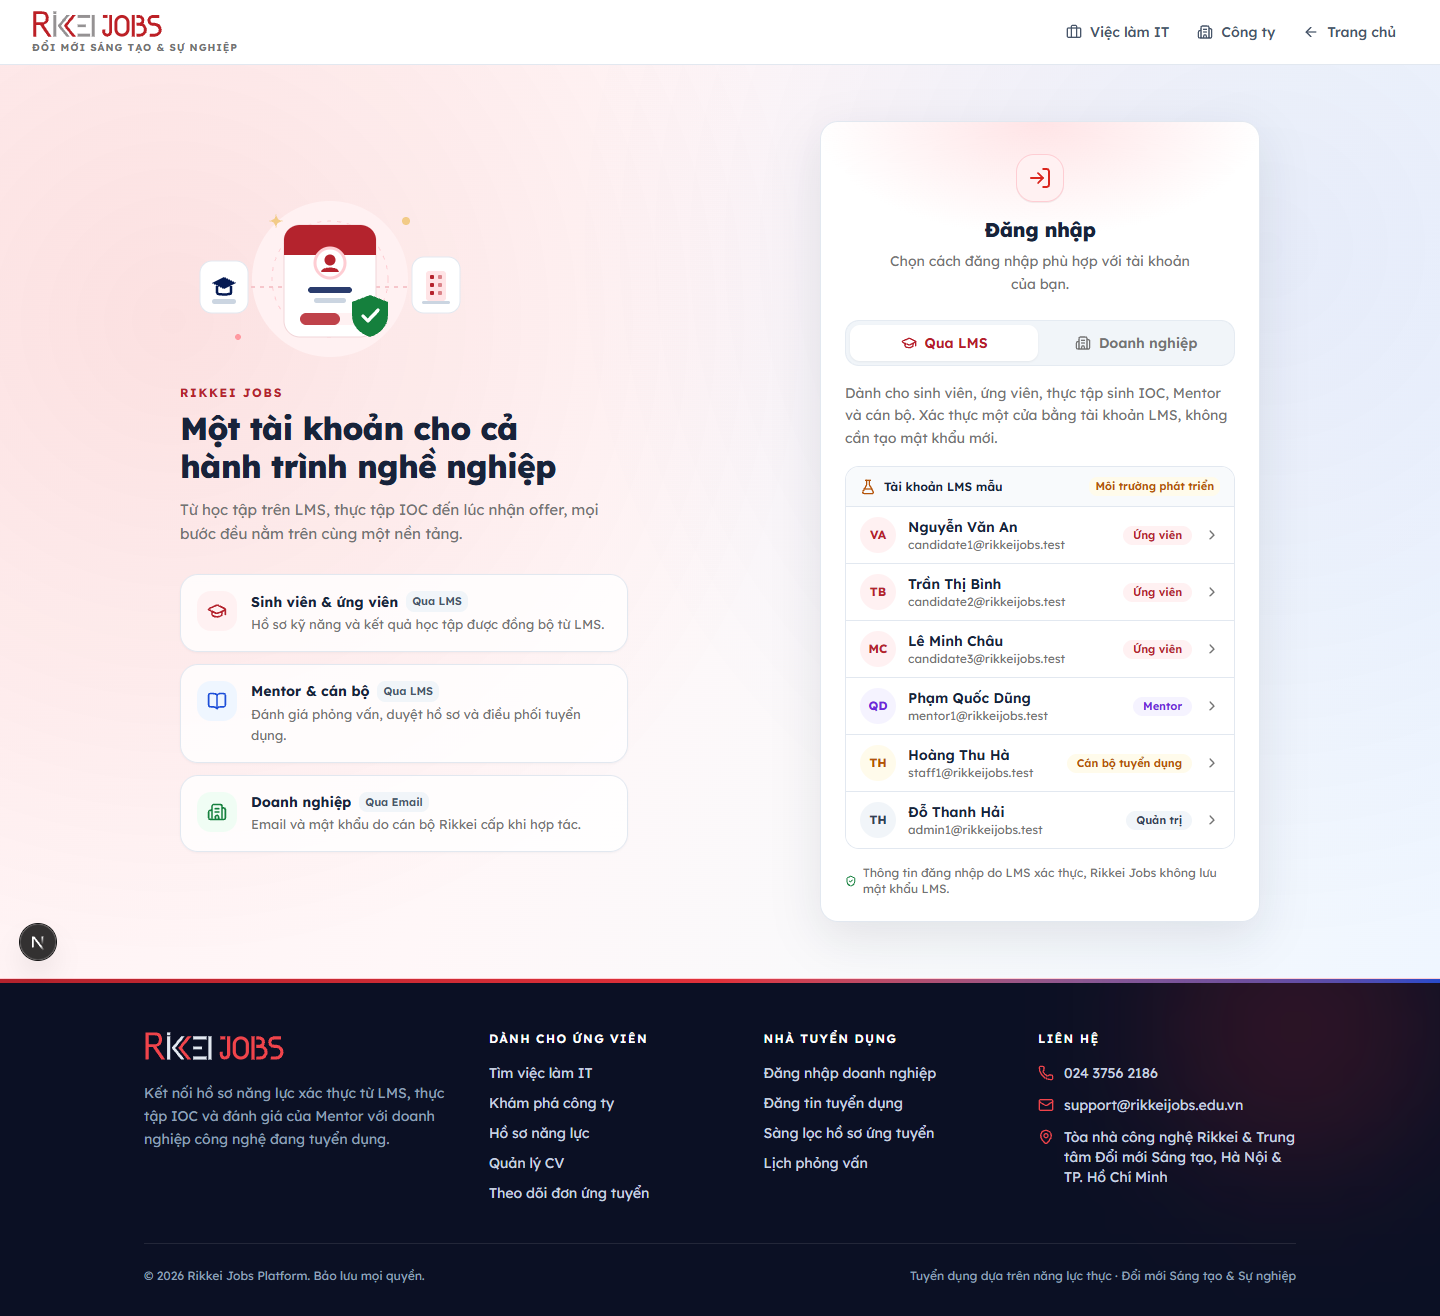 RIKKEI JOBS
ĐỔI MỚI SÁNG TẠO & SỰ NGHIỆP
Việc làm IT
Công ty
Trang chủ
RIKKEI JOBS
Một tài khoản cho cả
hành trình nghề nghiệp
Từ học tập trên LMS, thực tập IOC đến lúc nhận offer, mọi
bước đều nằm trên cùng một nền tảng.
Sinh viên & ứng viên Qua LMS
Hồ sơ kỹ năng và kết quả học tập được đồng bộ từ LMS.
Mentor & cán bộ Qua LMS
Đánh giá phỏng vấn, duyệt hồ sơ và điều phối tuyển
dụng.
Doanh nghiệp Qua Email
Email và mật khẩu do cán bộ Rikkei cấp khi hợp tác.
Đăng nhập
Chọn cách đăng nhập phù hợp với tài khoản
của bạn.
Qua LMS
Doanh nghiệp
Dành cho sinh viên, ứng viên, thực tập sinh IOC, Mentor
và cán bộ. Xác thực một cửa bằng tài khoản LMS, không
cần tạo mật khẩu mới.
Tài khoản LMS mẫu
Môi trường phát triển
VA
Nguyễn Văn An
candidate1@rikkeijobs.test
Ứng viên
TB
Trần Thị Bình
candidate2@rikkeijobs.test
Ứng viên
MC
Lê Minh Châu
candidate3@rikkeijobs.test
Ứng viên
QD
Phạm Quốc Dũng
mentor1@rikkeijobs.test
Mentor
TH
Hoàng Thu Hà
staff1@rikkeijobs.test
Cán bộ tuyển dụng
TH
Đỗ Thanh Hải
admin1@rikkeijobs.test
Quản trị
Thông tin đăng nhập do LMS xác thực, Rikkei Jobs không lưu
mật khẩu LMS.
N
RIKKEI JOBS
Kết nối hồ sơ năng lực xác thực từ LMS, thực
tập IOC và đánh giá của Mentor với doanh
nghiệp công nghệ đang tuyển dụng.
DÀNH CHO ỨNG VIÊN
Tìm việc làm IT
Khám phá công ty
Hồ sơ năng lực
Quản lý CV
Theo dõi đơn ứng tuyển
NHÀ TUYỂN DỤNG
Đăng nhập doanh nghiệp
Đăng tin tuyển dụng
Sàng lọc hồ sơ ứng tuyển
Lịch phỏng vấn
LIÊN HỆ
024 3756 2186
support@rikkeijobs.edu.vn
Tòa nhà công nghệ Rikkei & Trung
tâm Đổi mới Sáng tạo, Hà Nội &
TP. Hồ Chí Minh
© 2026 Rikkei Jobs Platform. Bảo lưu mọi quyền.
Tuyển dụng dựa trên năng lực thực · Đổi mới Sáng tạo & Sự nghiệp